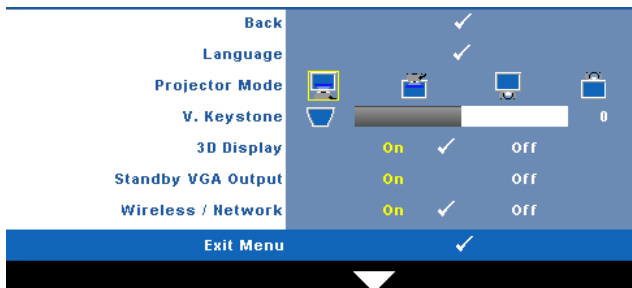 Back ✓
Language ✓
Projector Mode
V. Keystone 0
3D Display On ✓ Off
Standby VGA Output On Off
Wireless / Network On ✓ Off
Exit Menu ✓